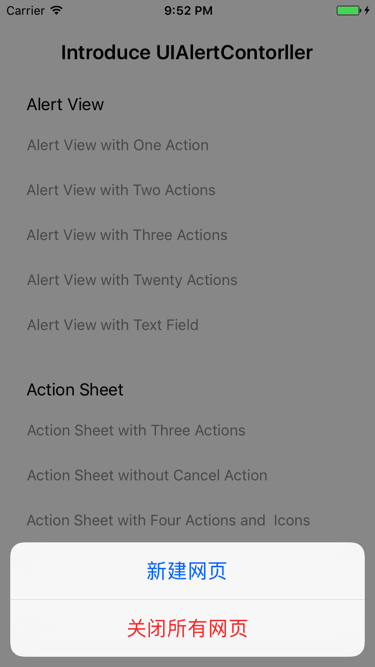 Carrier 9:52 PM
Introduce UIAlertContorller
Alert View
Alert View with One Action
Alert View with Two Actions
Alert View with Three Actions
Alert View with Twenty Actions
Alert View with Text Field
Action Sheet
Action Sheet with Three Actions
Action Sheet without Cancel Action
Action Sheet with Four Actions and  Icons
新建网页
关闭所有网页